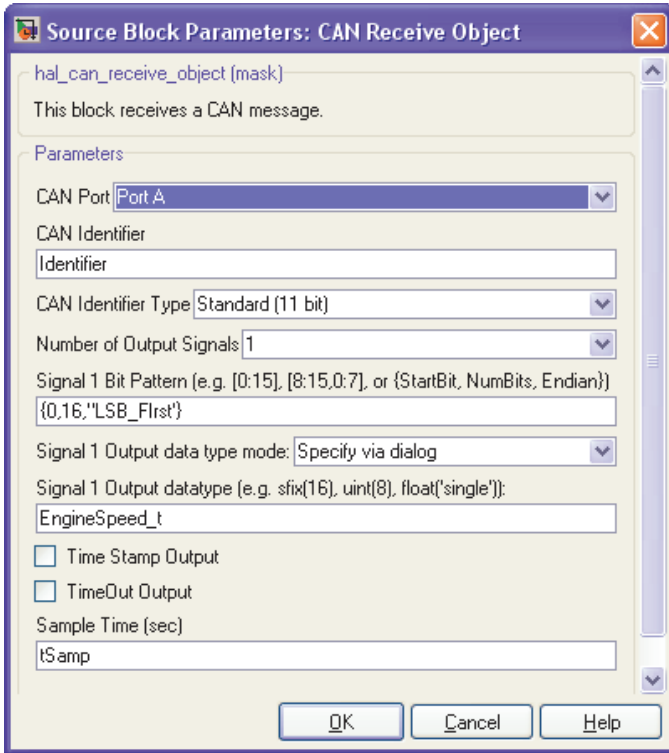 Source Block Parameters: CAN Receive Object
hal_can_receive_object (mask)
This block receives a CAN message.
Parameters
CAN Port Port A
CAN Identifier
Identifier
CAN Identifier Type Standard (11 bit)
Number of Output Signals 1
Signal 1 Bit Pattern (e.g. [0:15], [8:15,0:7], or {StartBit, NumBits, Endian})
{0,16,"LSB_FIrst'}
Signal 1 Output data type mode: Specify via dialog
Signal 1 Output datatype (e.g. sfix(16), uint(8), float('single')):
EngineSpeed_t
Time Stamp Output
TimeOut Output
Sample Time (sec)
tSamp
OK Cancel Help